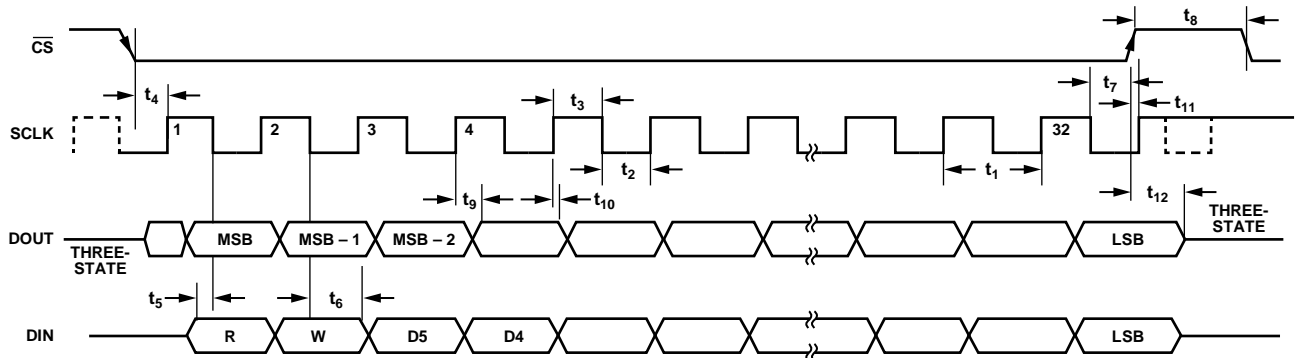 CS
t8
t4
t3
t7
t11
SCLK
1
2
3
4
32
t2
t1
t9
t10
t12
DOUT
THREE-
STATE
MSB
MSB – 1
MSB – 2
LSB
THREE-
STATE
t5
t6
DIN
R
W
D5
D4
LSB